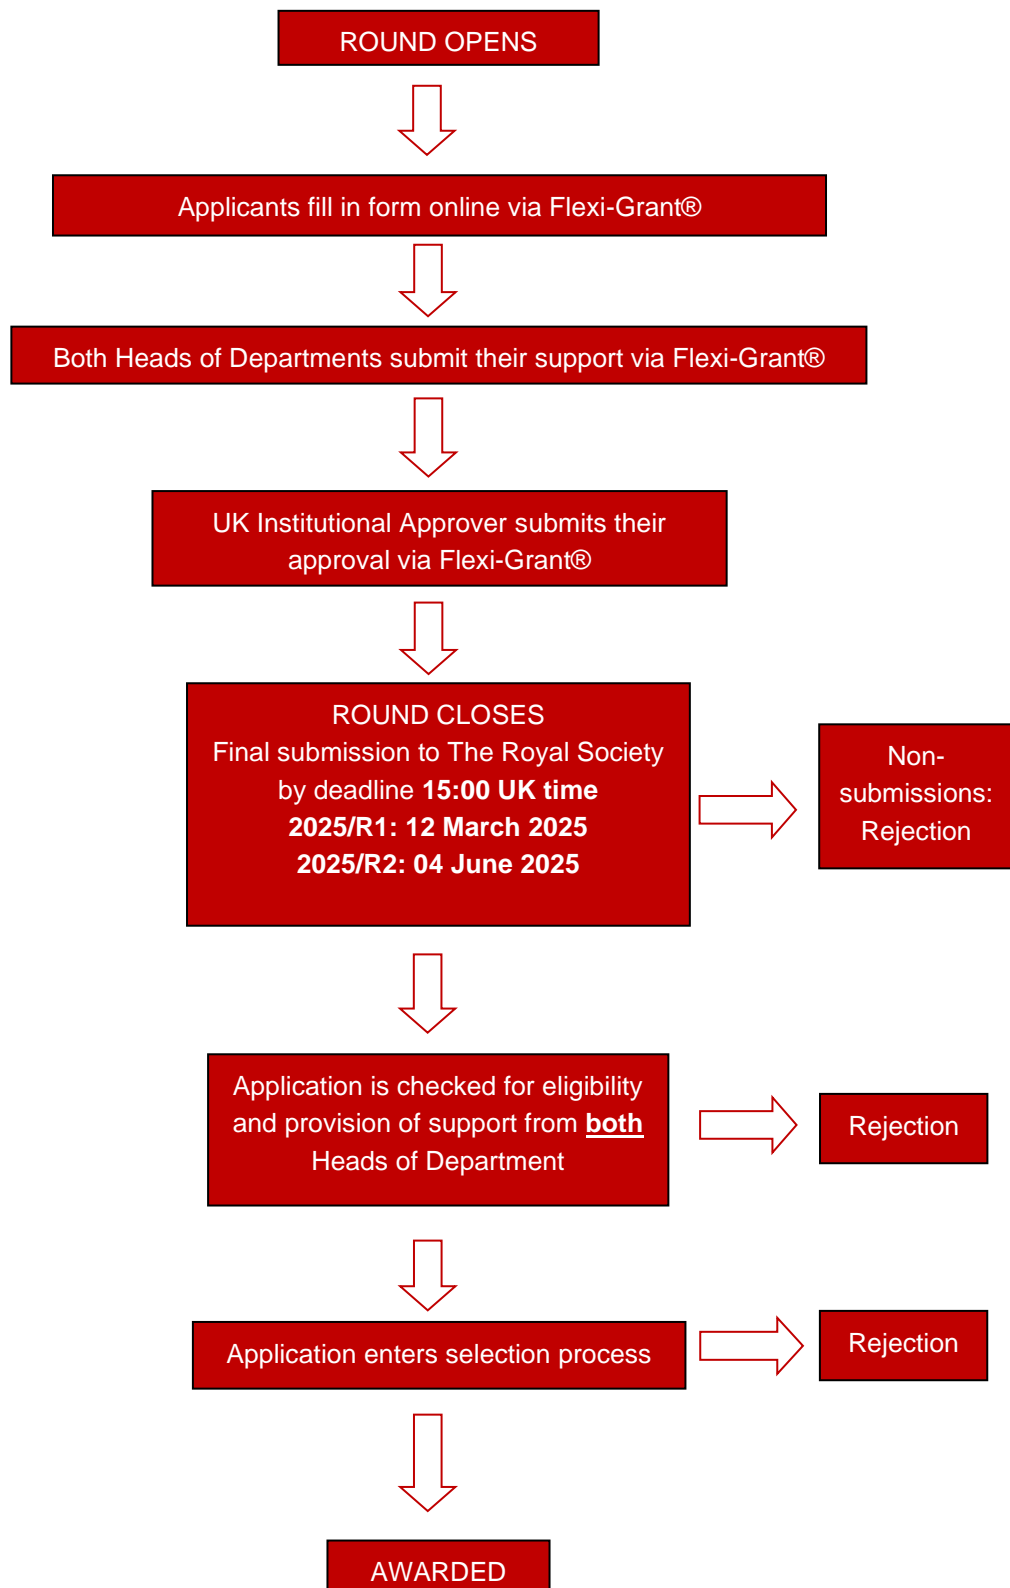 ROUND OPENS
Applicants fill in form online via Flexi-Grant®
Both Heads of Departments submit their support via Flexi-Grant®
UK Institutional Approver submits their
approval via Flexi-Grant®
ROUND CLOSES
Final submission to The Royal Society
by deadline 15:00 UK time
2025/R1: 12 March 2025
2025/R2: 04 June 2025
Non-
submissions:
Rejection
Application is checked for eligibility
and provision of support from both
Heads of Department
Rejection
Application enters selection process
Rejection
AWARDED